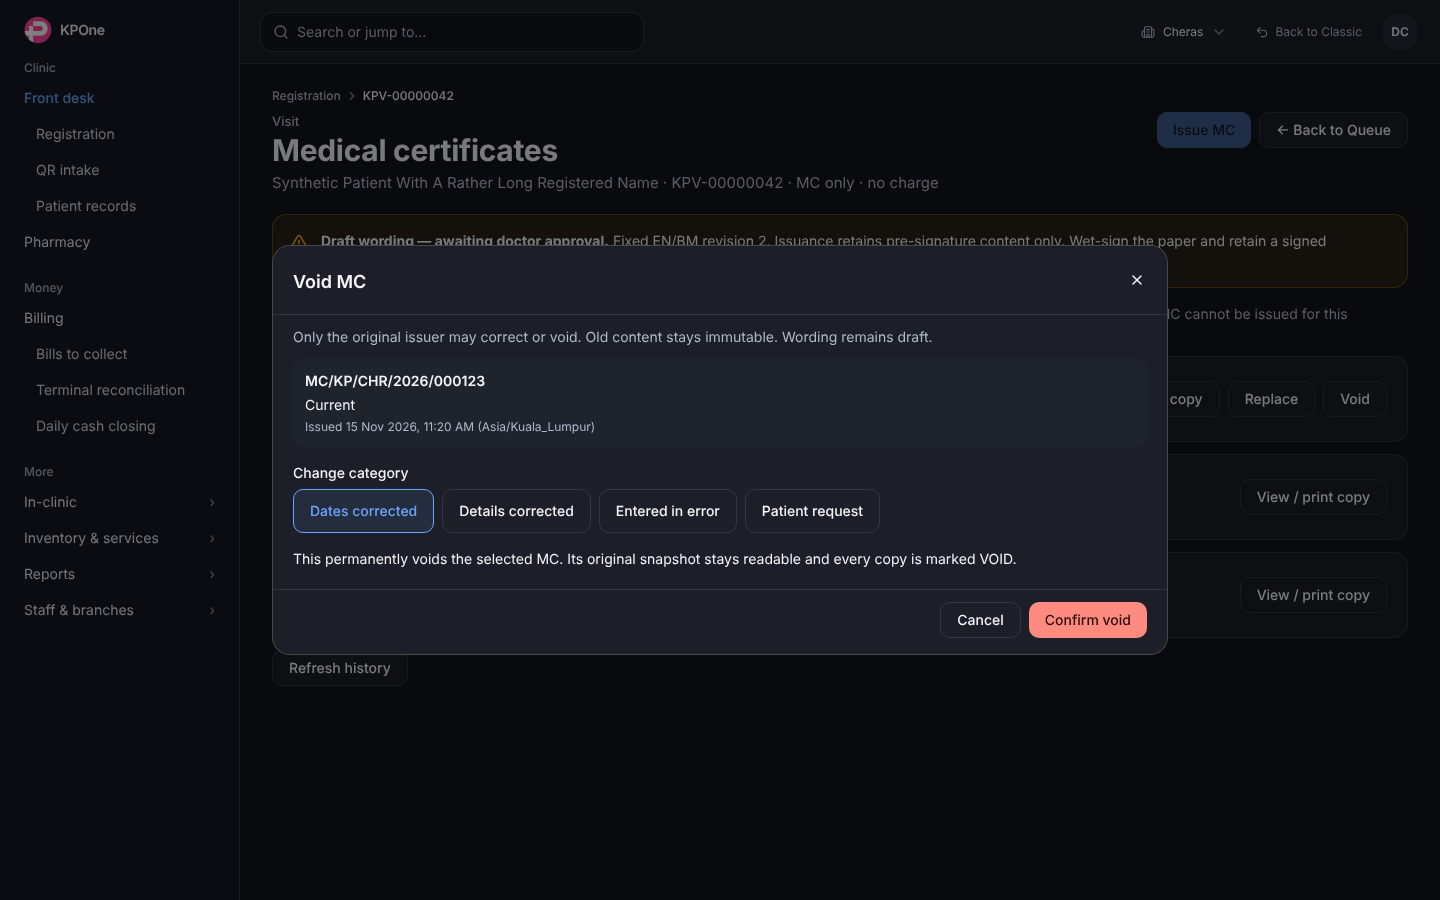 KPOne
Search or jump to...
Cheras
Back to Classic
DC
Clinic
Front desk
Registration
QR intake
Patient records
Pharmacy
Money
Billing
Bills to collect
Terminal reconciliation
Daily cash closing
More
In-clinic
Inventory & services
Reports
Staff & branches
Registration > KPV-00000042
Visit
Medical certificates
Synthetic Patient With A Rather Long Registered Name · KPV-00000042 · MC only · no charge
Issue MC
← Back to Queue
Draft wording — awaiting doctor approval. Fixed EN/BM revision 2. Issuance retains pre-signature content only. Wet-sign the paper and retain a signed
MC cannot be issued for this
copy
Replace
Void
View / print copy
View / print copy
Refresh history
Void MC
Only the original issuer may correct or void. Old content stays immutable. Wording remains draft.
MC/KP/CHR/2026/000123
Current
Issued 15 Nov 2026, 11:20 AM (Asia/Kuala_Lumpur)
Change category
Dates corrected
Details corrected
Entered in error
Patient request
This permanently voids the selected MC. Its original snapshot stays readable and every copy is marked VOID.
Cancel
Confirm void